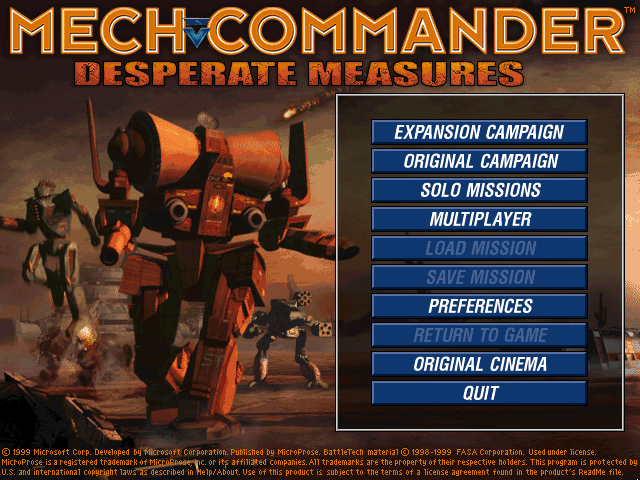 MECHCOMMANDER™
DESPERATE MEASURES
EXPANSION CAMPAIGN
ORIGINAL CAMPAIGN
SOLO MISSIONS
MULTIPLAYER
LOAD MISSION
SAVE MISSION
PREFERENCES
RETURN TO GAME
ORIGINAL CINEMA
QUIT
© 1999 Microsoft Corp. Developed by Microsoft Corporation. Published by MicroProse. BattleTech material © 1998-1999 FASA Corporation. Used under license.
MicroProse is a registered trademark of MicroProse, Inc. or its affiliated companies. All trademarks are the property of their respective holders. This program is protected by
U.S. and international copyright laws as described in Help/About. Use of this product is subject to the terms of a license agreement found in the product's ReadMe file.